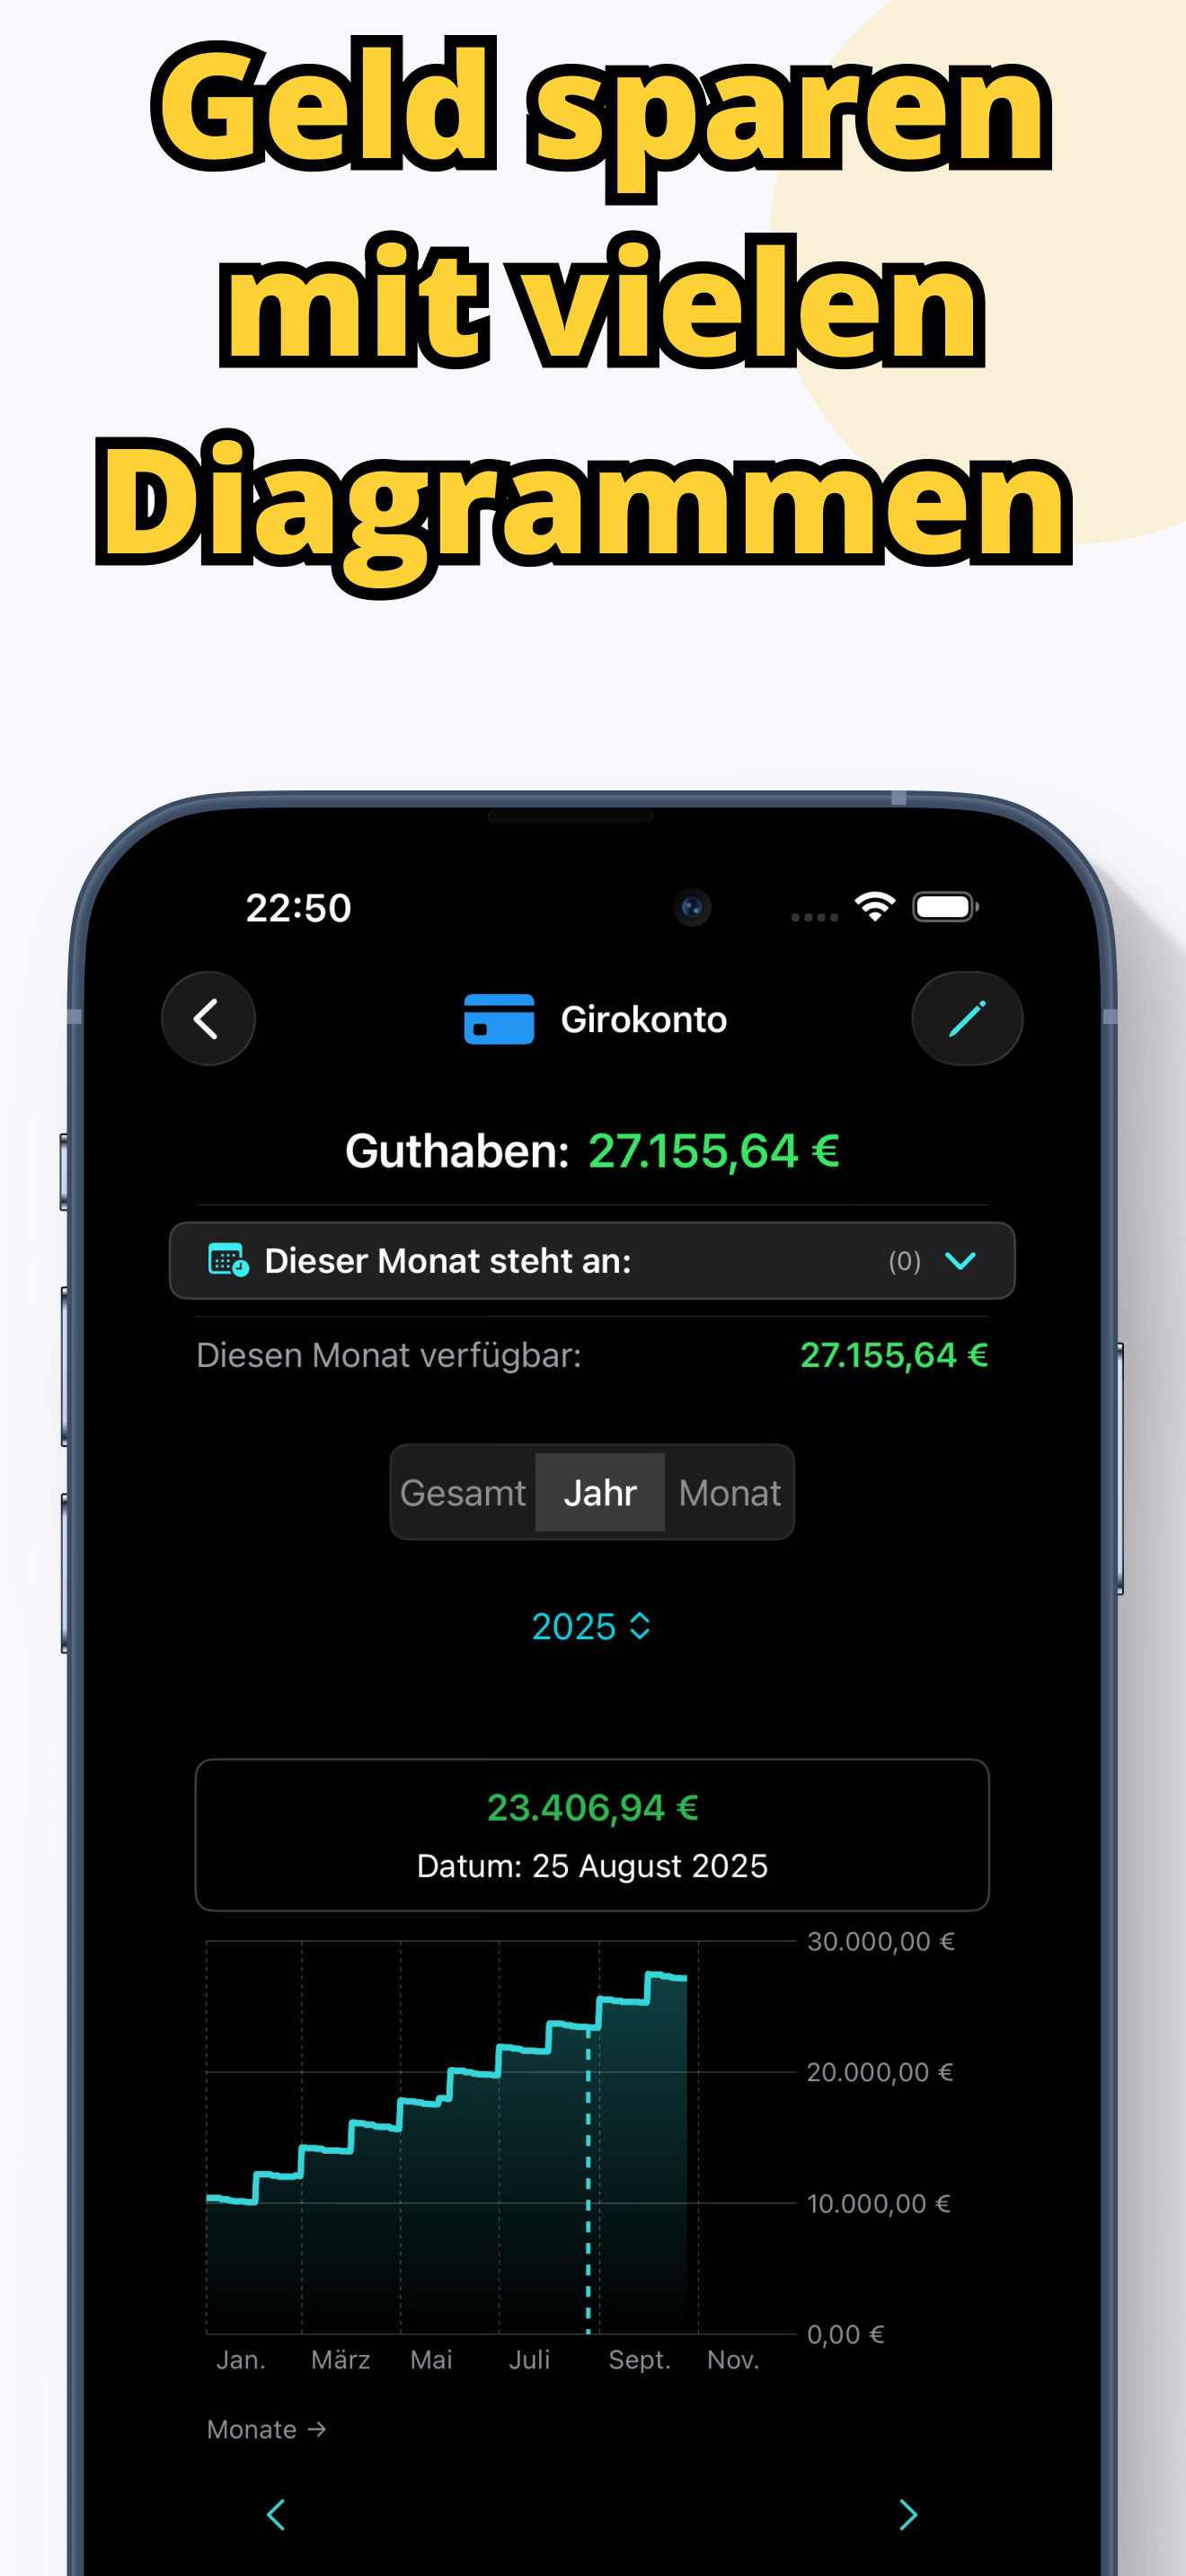 Geld sparen
mit vielen
Diagrammen
22:50
Girokonto
Guthaben: 27.155,64 €
Dieser Monat steht an: (0)
Diesen Monat verfügbar: 27.155,64 €
Gesamt Jahr Monat
2025
23.406,94 €
Datum: 25 August 2025
30.000,00 €
20.000,00 €
10.000,00 €
0,00 €
Jan. März Mai Juli Sept. Nov.
Monate →